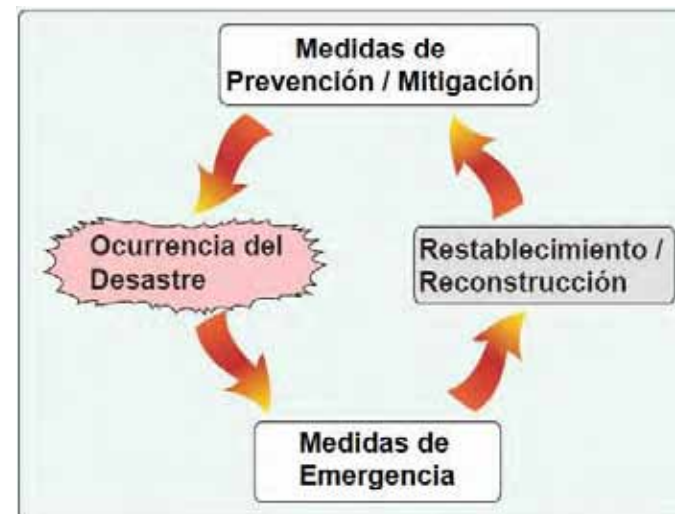 Medidas de
Prevención / Mitigación
Ocurrencia del
Desastre
Restablecimiento /
Reconstrucción
Medidas de
Emergencia